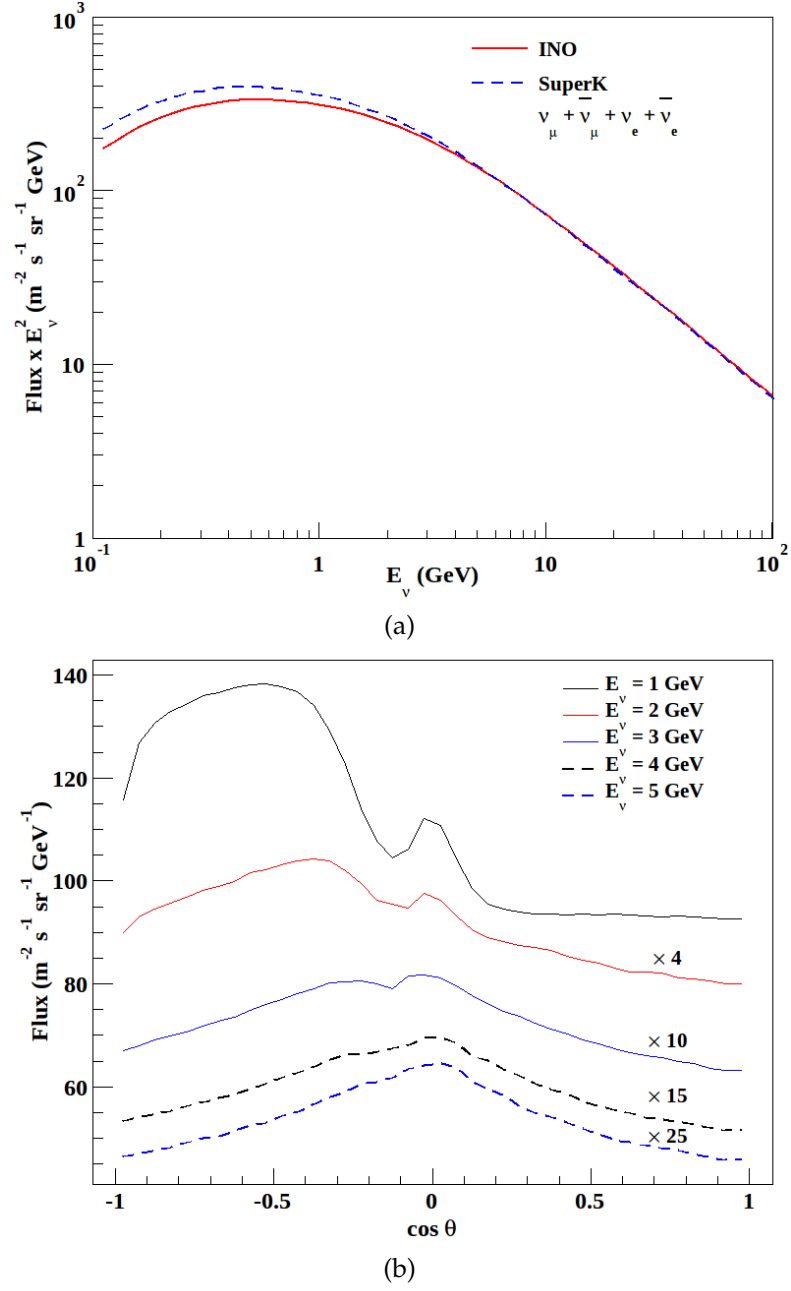 10³
INO
SuperK
ν_μ + ν̅_μ + ν_e + ν̅_e
10²
10
1
Flux x E_ν² (m⁻² s⁻¹ sr⁻¹ GeV)
10⁻¹ 1 10 10²
E_ν (GeV)
(a)
140
120
100
80
60
Flux (m⁻² s⁻¹ sr⁻¹ GeV⁻¹)
E_ν = 1 GeV
E_ν = 2 GeV
E_ν = 3 GeV
E_ν = 4 GeV
E_ν = 5 GeV
× 4
× 10
× 15
× 25
-1 -0.5 0 0.5 1
cos θ
(b)